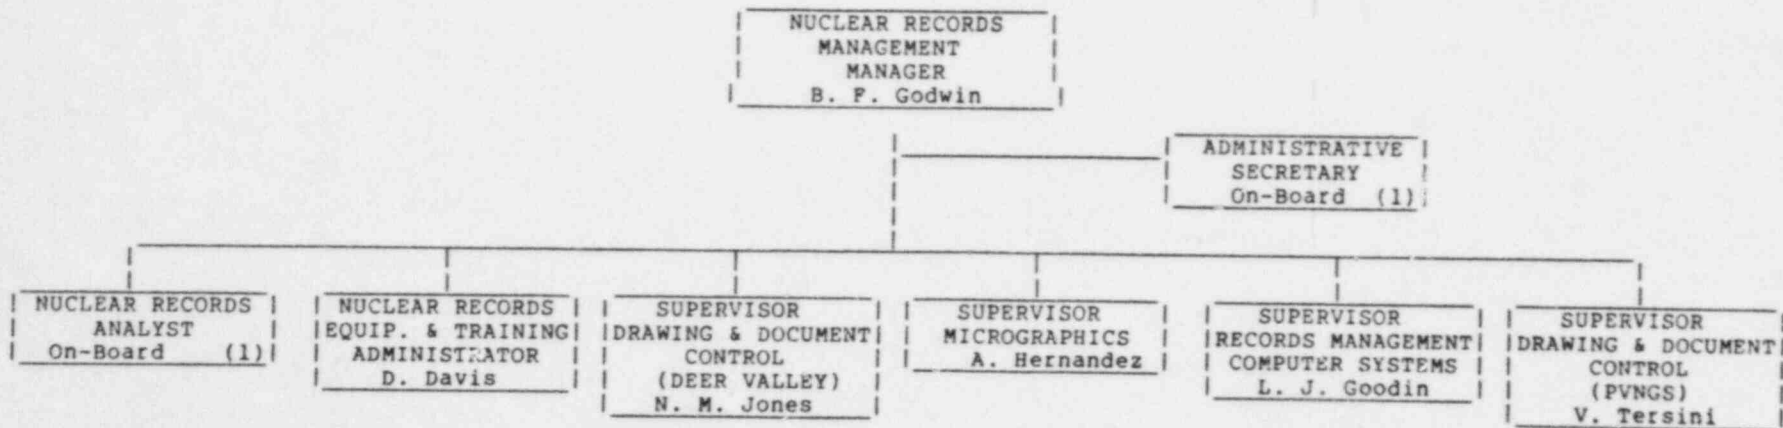 NUCLEAR RECORDS
MANAGEMENT
MANAGER
B. F. Godwin
ADMINISTRATIVE
SECRETARY
On-Board (1)
NUCLEAR RECORDS
ANALYST
On-Board (1)
NUCLEAR RECORDS
EQUIP. & TRAINING
ADMINISTRATOR
D. Davis
SUPERVISOR
DRAWING & DOCUMENT
CONTROL
(DEER VALLEY)
N. M. Jones
SUPERVISOR
MICROGRAPHICS
A. Hernandez
SUPERVISOR
RECORDS MANAGEMENT
COMPUTER SYSTEMS
L. J. Goodin
SUPERVISOR
DRAWING & DOCUMENT
CONTROL
(PVNGS)
V. Tersini